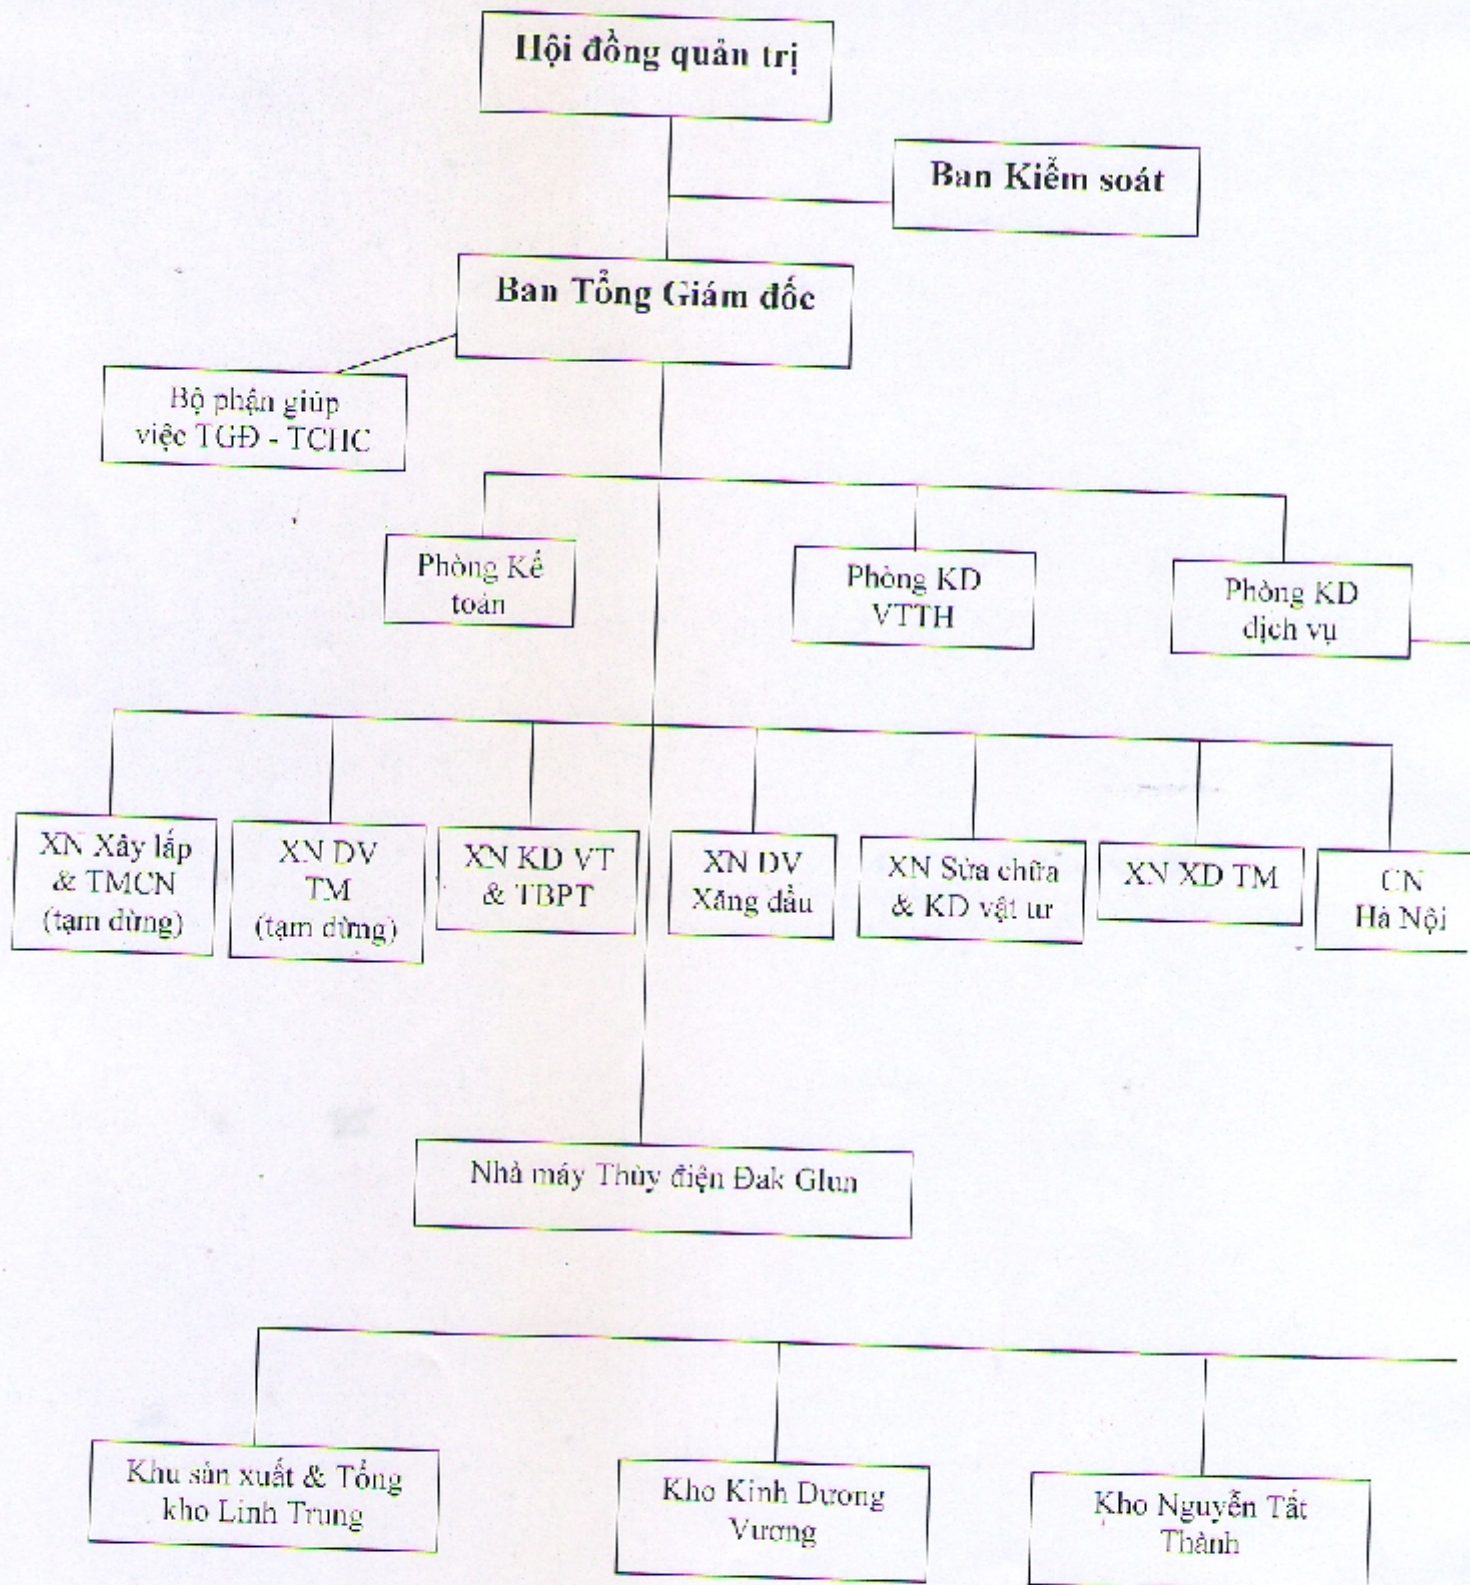 Hội đồng quản trị
Ban Kiểm soát
Ban Tổng Giám đốc
Bộ phận giúp
việc TGĐ - TCHC
Phòng Kế
toán
Phòng KD
VTTH
Phòng KD
dịch vụ
XN Xây lắp
& TMCN
(tạm dừng)
XN DV
TM
(tạm dừng)
XN KD VT
& TBPT
XN DV
Xăng dầu
XN Sửa chữa
& KD vật tư
XN XD TM
CN
Hà Nội
Nhà máy Thủy điện Đak Glun
Khu sản xuất & Tổng
kho Linh Trung
Kho Kinh Dương
Vương
Kho Nguyễn Tất
Thành